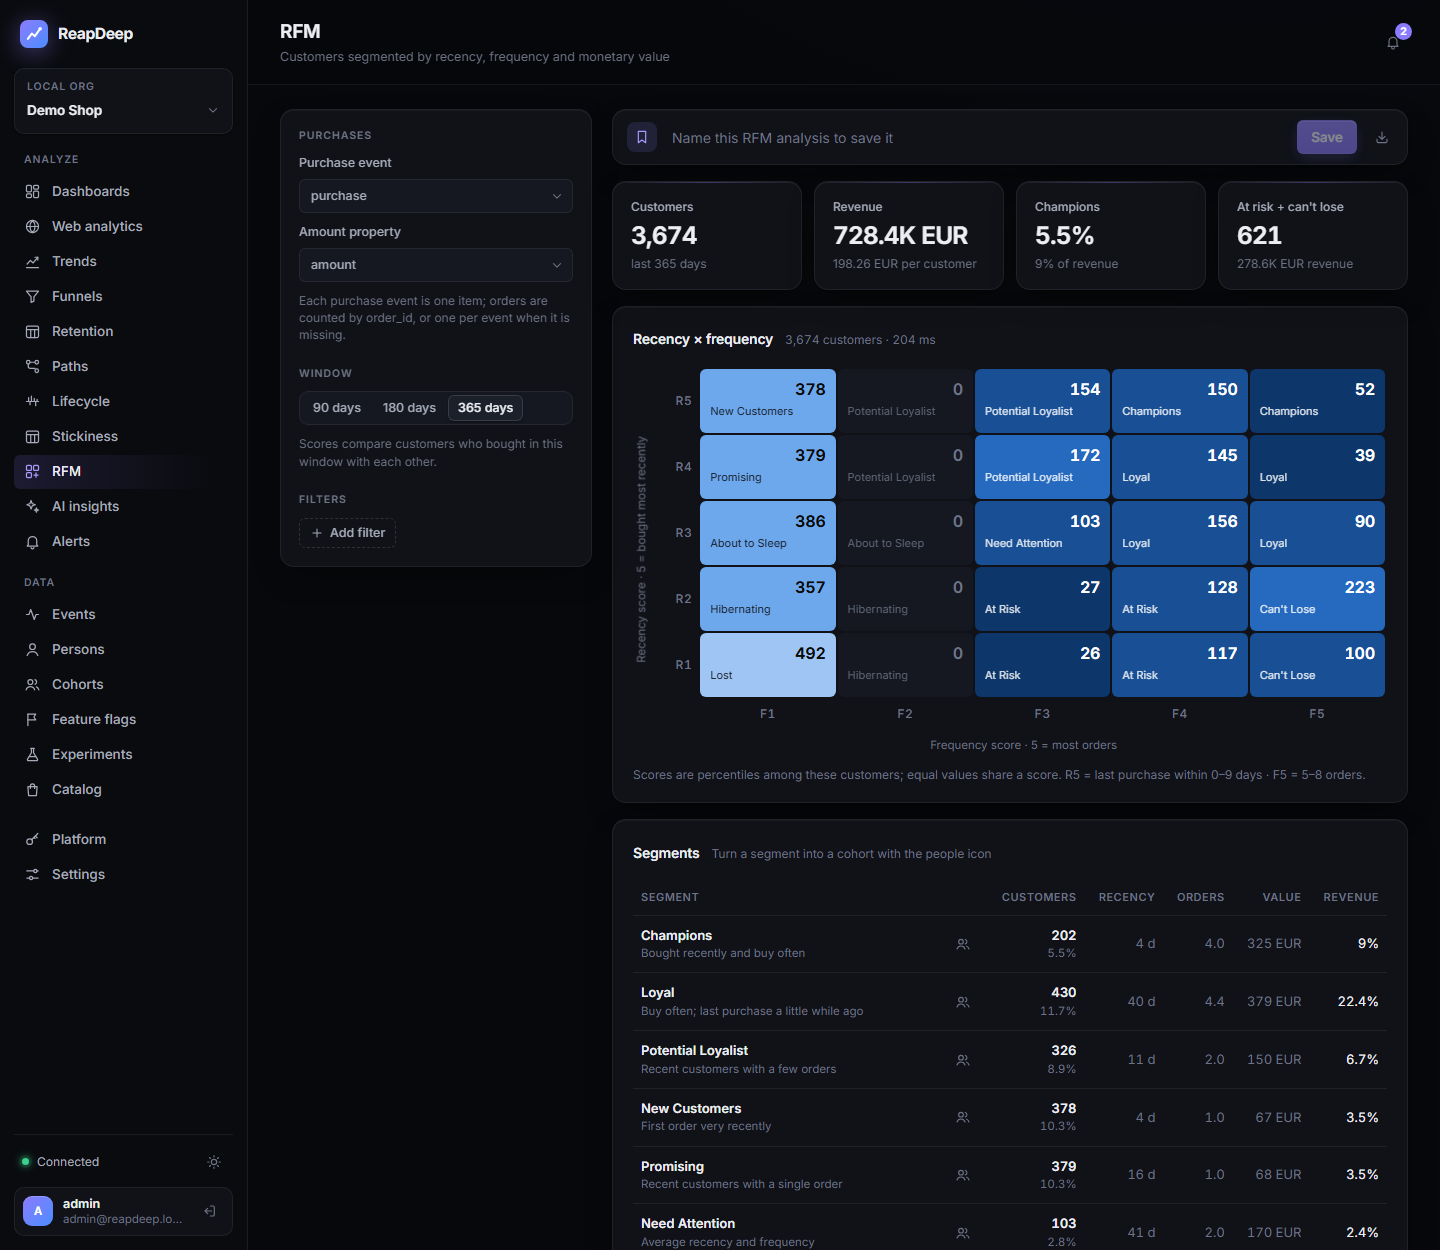 ReapDeep
LOCAL ORG
Demo Shop
ANALYZE
Dashboards
Web analytics
Trends
Funnels
Retention
Paths
Lifecycle
Stickiness
RFM
AI insights
Alerts
DATA
Events
Persons
Cohorts
Feature flags
Experiments
Catalog
Platform
Settings
Connected
A
admin
admin@reapdeep.lo...
RFM
Customers segmented by recency, frequency and monetary value
2
PURCHASES
Purchase event
purchase
Amount property
amount
Each purchase event is one item; orders are
counted by order_id, or one per event when it is
missing.
WINDOW
90 days 180 days 365 days
Scores compare customers who bought in this
window with each other.
FILTERS
Add filter
Name this RFM analysis to save it
Save
Customers
3,674
last 365 days
Revenue
728.4K EUR
198.26 EUR per customer
Champions
5.5%
9% of revenue
At risk + can't lose
621
278.6K EUR revenue
Recency × frequency 3,674 customers · 204 ms
Recency score · 5 = bought most recently
R5
378
New Customers
0
Potential Loyalist
154
Potential Loyalist
150
Champions
52
Champions
R4
379
Promising
0
Potential Loyalist
172
Potential Loyalist
145
Loyal
39
Loyal
R3
386
About to Sleep
0
About to Sleep
103
Need Attention
156
Loyal
90
Loyal
R2
357
Hibernating
0
Hibernating
27
At Risk
128
At Risk
223
Can't Lose
R1
492
Lost
0
Hibernating
26
At Risk
117
At Risk
100
Can't Lose
F1 F2 F3 F4 F5
Frequency score · 5 = most orders
Scores are percentiles among these customers; equal values share a score. R5 = last purchase within 0–9 days · F5 = 5–8 orders.
Segments Turn a segment into a cohort with the people icon
SEGMENT CUSTOMERS RECENCY ORDERS VALUE REVENUE
Champions
Bought recently and buy often
202
5.5%
4 d 4.0 325 EUR 9%
Loyal
Buy often; last purchase a little while ago
430
11.7%
40 d 4.4 379 EUR 22.4%
Potential Loyalist
Recent customers with a few orders
326
8.9%
11 d 2.0 150 EUR 6.7%
New Customers
First order very recently
378
10.3%
4 d 1.0 67 EUR 3.5%
Promising
Recent customers with a single order
379
10.3%
16 d 1.0 68 EUR 3.5%
Need Attention
Average recency and frequency
103
2.8%
41 d 2.0 170 EUR 2.4%